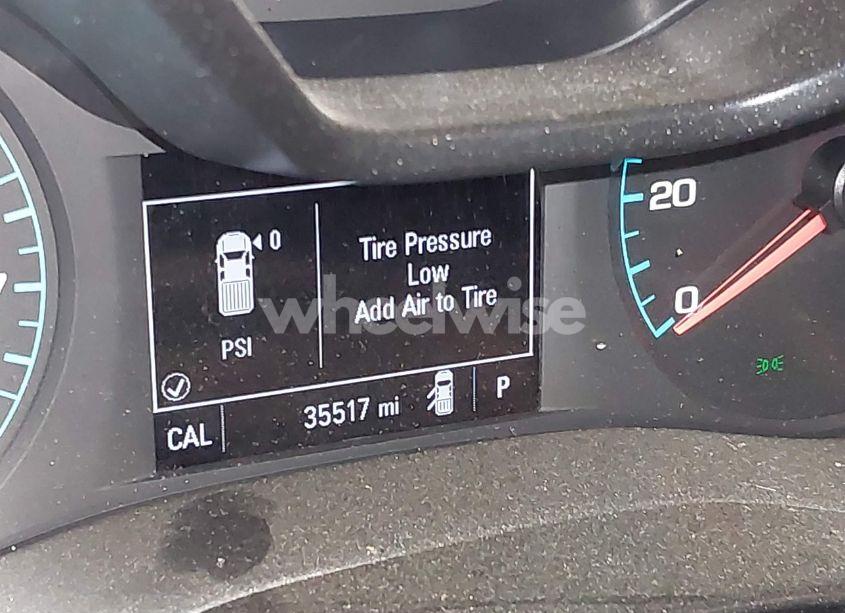 20
0
Tire Pressure
Low
Add Air to Tire
0
PSI
wheelwise
CAL
35517 mi
P